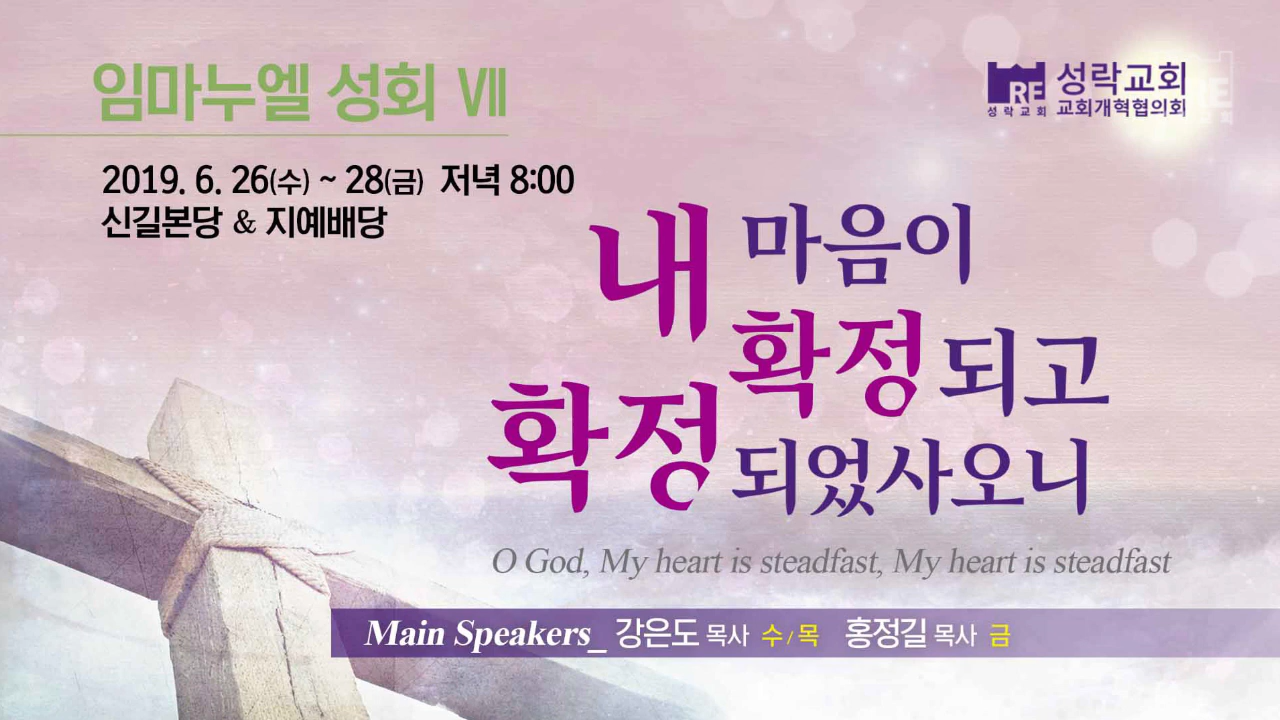 임마누엘 성회 Ⅶ
RE
성락교회
성락교회
교회개혁협의회
2019. 6. 26(수) ~ 28(금) 저녁 8:00
신길본당 & 지예배당
내 마음이
확정되고
확정되었사오니
O God, My heart is steadfast, My heart is steadfast
Main Speakers_ 강은도 목사 수/목 홍정길 목사 금